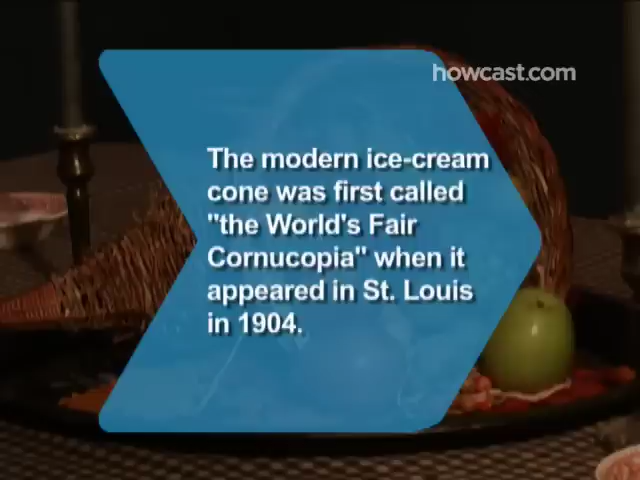 howcast.com
The modern ice-cream
cone was first called
"the World's Fair
Cornucopia" when it
appeared in St. Louis
in 1904.